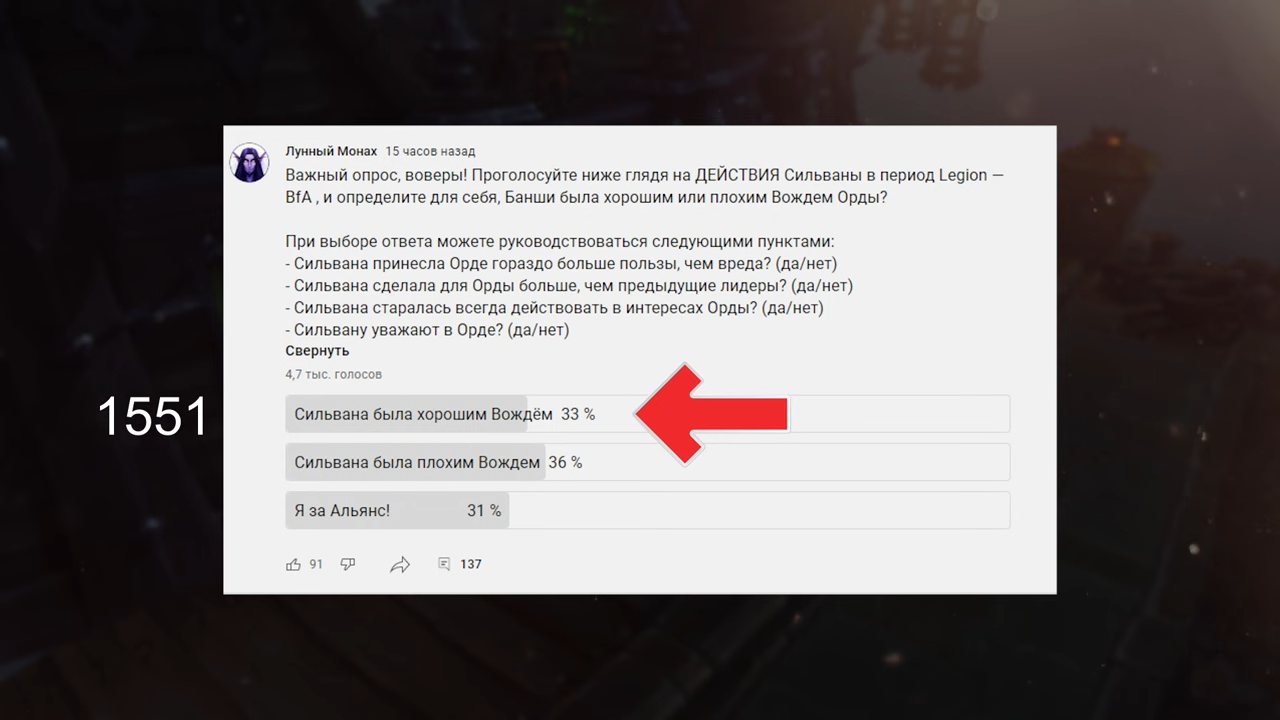 Лунный Монах 15 часов назад
Важный опрос, воверы! Проголосуйте ниже глядя на ДЕЙСТВИЯ Сильваны в период Legion —
BfA , и определите для себя, Банши была хорошим или плохим Вождем Орды?
При выборе ответа можете руководствоваться следующими пунктами:
- Сильвана принесла Орде гораздо больше пользы, чем вреда? (да/нет)
- Сильвана сделала для Орды больше, чем предыдущие лидеры? (да/нет)
- Сильвана старалась всегда действовать в интересах Орды? (да/нет)
- Сильвану уважают в Орде? (да/нет)
Свернуть
4,7 тыс. голосов
1551
Сильвана была хорошим Вождём 33 %
Сильвана была плохим Вождем 36 %
Я за Альянс! 31 %
91 137